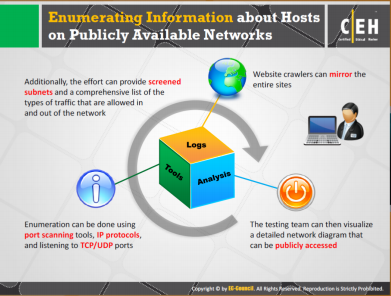 Enumerating Information about Hosts
on Publicly Available Networks
C|EH
Certified Ethical Hacker
Additionally, the effort can provide screened
subnets and a comprehensive list of the
types of traffic that are allowed in
and out of the network
Website crawlers can mirror the
entire sites
Logs
Tools
Analysis
Enumeration can be done using
port scanning tools, IP protocols,
and listening to TCP/UDP ports
The testing team can then visualize
a detailed network diagram that
can be publicly accessed
Copyright © by EC-Council. All Rights Reserved. Reproduction is Strictly Prohibited.